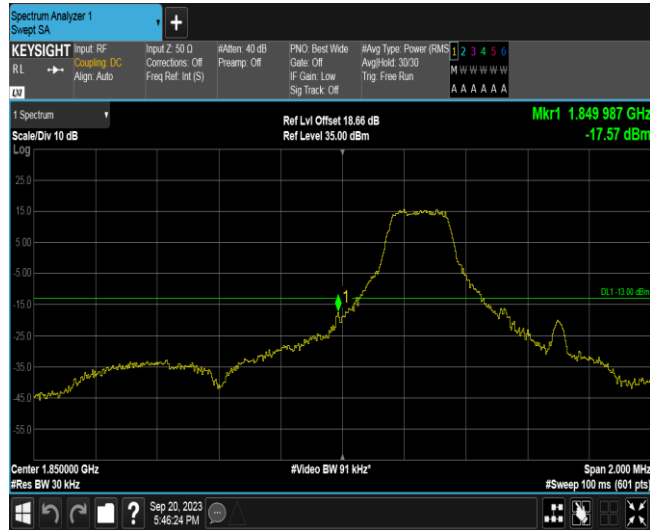 Spectrum Analyzer 1
Swept SA
KEYSIGHT
RL
LXI
Input: RF
Coupling: DC
Align: Auto
Input Z: 50 Ω
Corrections: Off
Freq Ref: Int (S)
#Atten: 40 dB
Preamp: Off
PNO: Best Wide
Gate: Off
IF Gain: Low
Sig Track: Off
#Avg Type: Power (RMS
Avg|Hold: 30/30
Trig: Free Run
1 2 3 4 5 6
M W W W W W
A A A A A A
1 Spectrum
Scale/Div 10 dB
Log
Ref Lvl Offset 18.66 dB
Ref Level 35.00 dBm
Mkr1 1.849 987 GHz
-17.57 dBm
25.0
15.0
5.00
-5.00
DL1 -13.00 dBm
1
-15.0
-25.0
-35.0
-45.0
-55.0
Center 1.850000 GHz
#Video BW 91 kHz*
Span 2.000 MHz
#Res BW 30 kHz
#Sweep 100 ms (601 pts)
?
Sep 20, 2023
5:46:24 PM